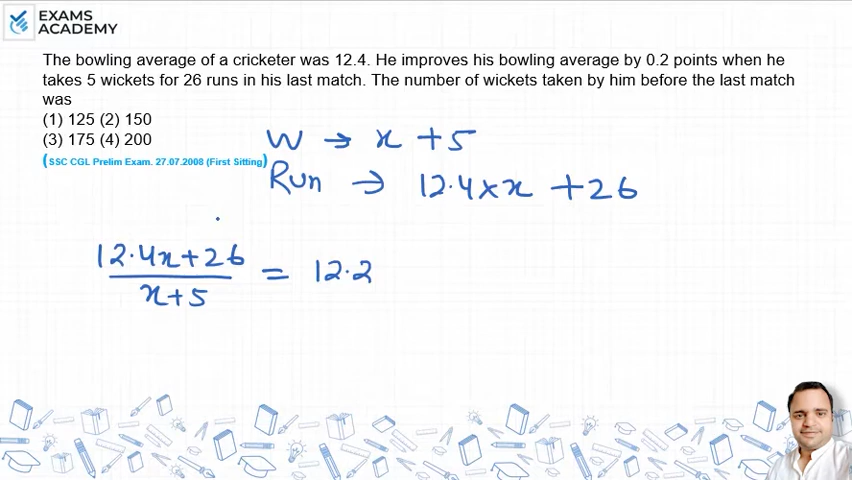 EXAMS
ACADEMY
The bowling average of a cricketer was 12.4. He improves his bowling average by 0.2 points when he
takes 5 wickets for 26 runs in his last match. The number of wickets taken by him before the last match
was
(1) 125 (2) 150
(3) 175 (4) 200
(SSC CGL Prelim Exam. 27.07.2008 (First Sitting)
W → x + 5
Run → 12.4 × x + 26
12.4x+26
x+5
= 12.2